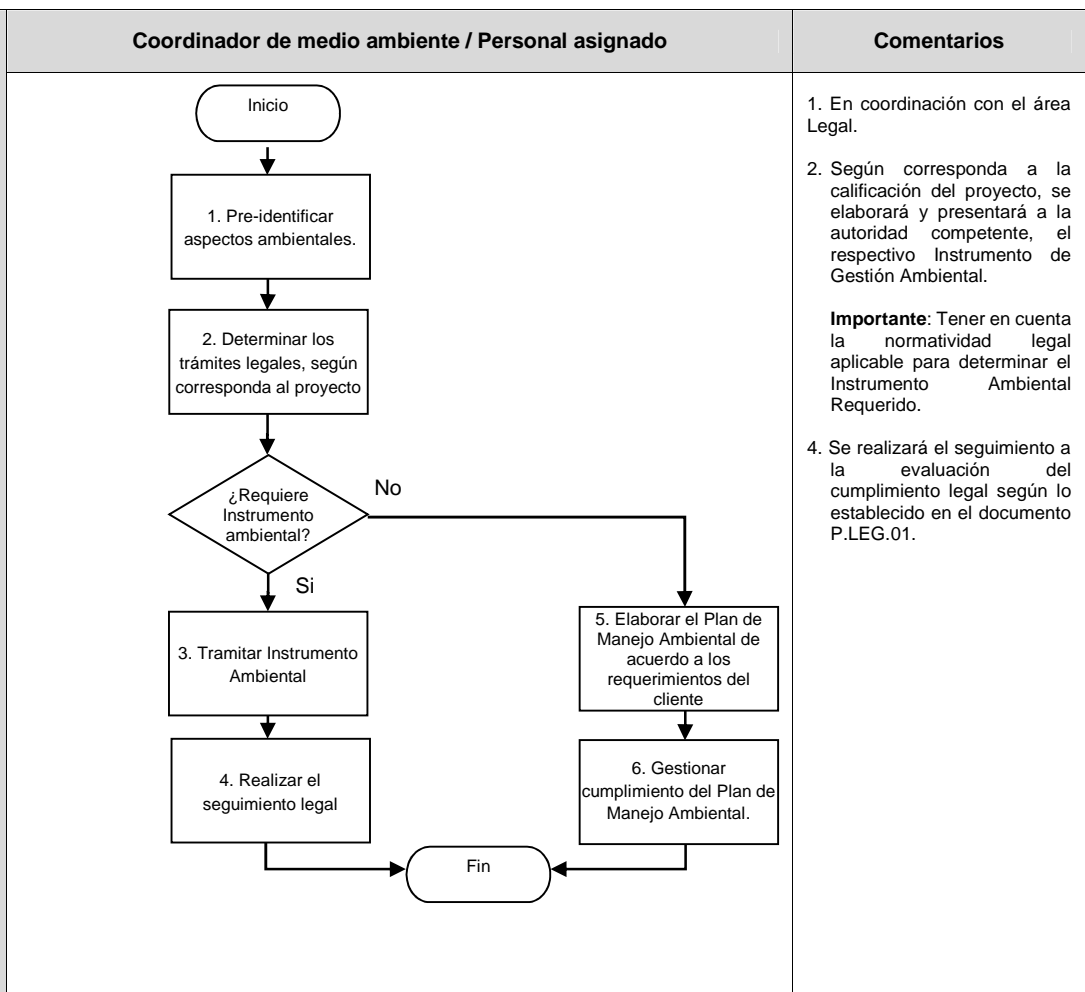 Coordinador de medio ambiente / Personal asignado
Comentarios
Inicio
1. Pre-identificar
aspectos ambientales.
2. Determinar los
trámites legales, según
corresponda al proyecto
¿Requiere
Instrumento
ambiental?
No
Si
3. Tramitar Instrumento
Ambiental
4. Realizar el
seguimiento legal
5. Elaborar el Plan de
Manejo Ambiental de
acuerdo a los
requerimientos del
cliente
6. Gestionar
cumplimiento del Plan de
Manejo Ambiental.
Fin
1. En coordinación con el área
Legal.
2. Según corresponda a la
calificación del proyecto, se
elaborará y presentará a la
autoridad competente, el
respectivo Instrumento de
Gestión Ambiental.
Importante: Tener en cuenta
la normatividad legal
aplicable para determinar el
Instrumento Ambiental
Requerido.
4. Se realizará el seguimiento a
la evaluación del
cumplimiento legal según lo
establecido en el documento
P.LEG.01.